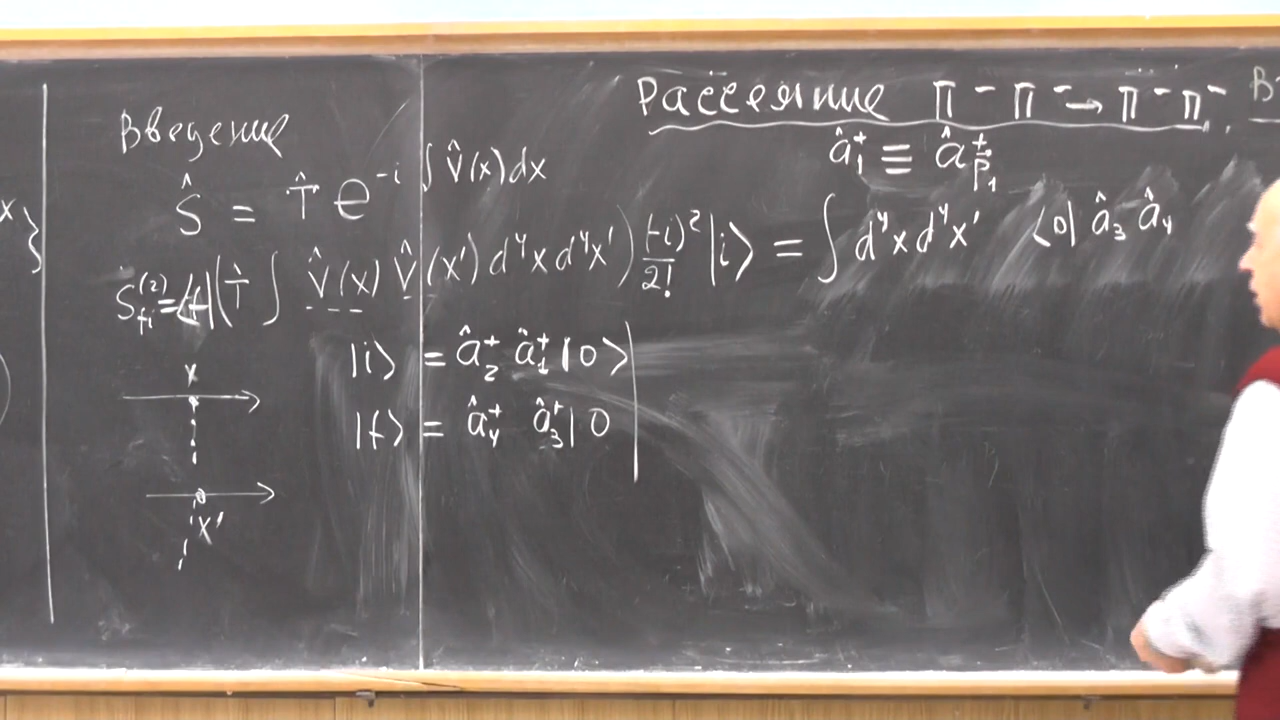 x}
Введение
Ŝ = T̂ e^{-i ∫ V̂(x)dx}
S_{fi}^{(2)} = ⟨f|(T̂ ∫ V̂(x) V̂(x') d⁴x d⁴x') (-i)²/2! |i⟩ = ∫ d⁴x d⁴x' ⟨0| â₃ â₄
|i⟩ = â₂⁺ â₁⁺ |0⟩
|f⟩ = â₄⁺ â₃⁺ |0
x
x'
Рассеяние π⁻ π⁻ → π⁻ π⁻. В
â₁⁺ ≡ â⁺_{p⃗₁}